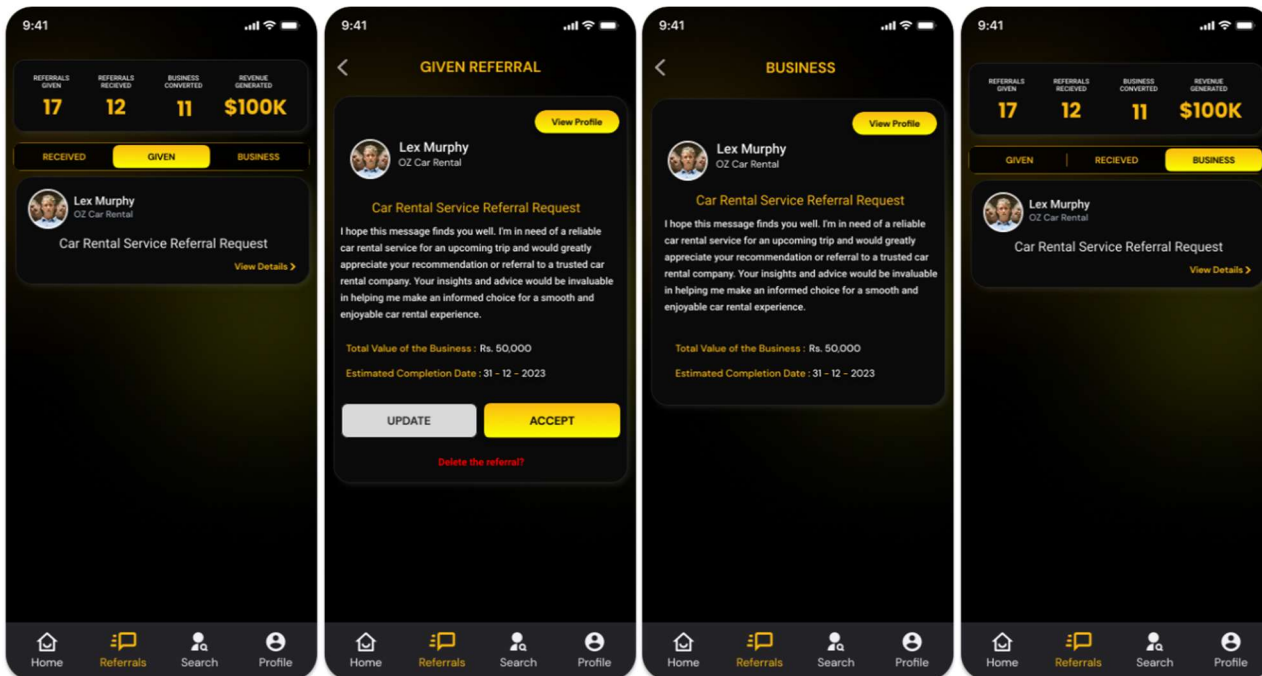 9:41
REFERRALS GIVEN
17
REFERRALS RECIEVED
12
BUSINESS CONVERTED
11
REVENUE GENERATED
$100K
RECEIVED
GIVEN
BUSINESS
Lex Murphy
OZ Car Rental
Car Rental Service Referral Request
View Details
Home
Referrals
Search
Profile
9:41
GIVEN REFERRAL
View Profile
Lex Murphy
OZ Car Rental
Car Rental Service Referral Request
I hope this message finds you well. I'm in need of a reliable
car rental service for an upcoming trip and would greatly
appreciate your recommendation or referral to a trusted car
rental company. Your insights and advice would be invaluable
in helping me make an informed choice for a smooth and
enjoyable car rental experience.
Total Value of the Business : Rs. 50,000
Estimated Completion Date : 31 - 12 - 2023
UPDATE
ACCEPT
Delete the referral?
Home
Referrals
Search
Profile
9:41
BUSINESS
View Profile
Lex Murphy
OZ Car Rental
Car Rental Service Referral Request
I hope this message finds you well. I'm in need of a reliable
car rental service for an upcoming trip and would greatly
appreciate your recommendation or referral to a trusted car
rental company. Your insights and advice would be invaluable
in helping me make an informed choice for a smooth and
enjoyable car rental experience.
Total Value of the Business : Rs. 50,000
Estimated Completion Date : 31 - 12 - 2023
Home
Referrals
Search
Profile
9:41
REFERRALS GIVEN
17
REFERRALS RECIEVED
12
BUSINESS CONVERTED
11
REVENUE GENERATED
$100K
GIVEN
RECIEVED
BUSINESS
Lex Murphy
OZ Car Rental
Car Rental Service Referral Request
View Details
Home
Referrals
Search
Profile